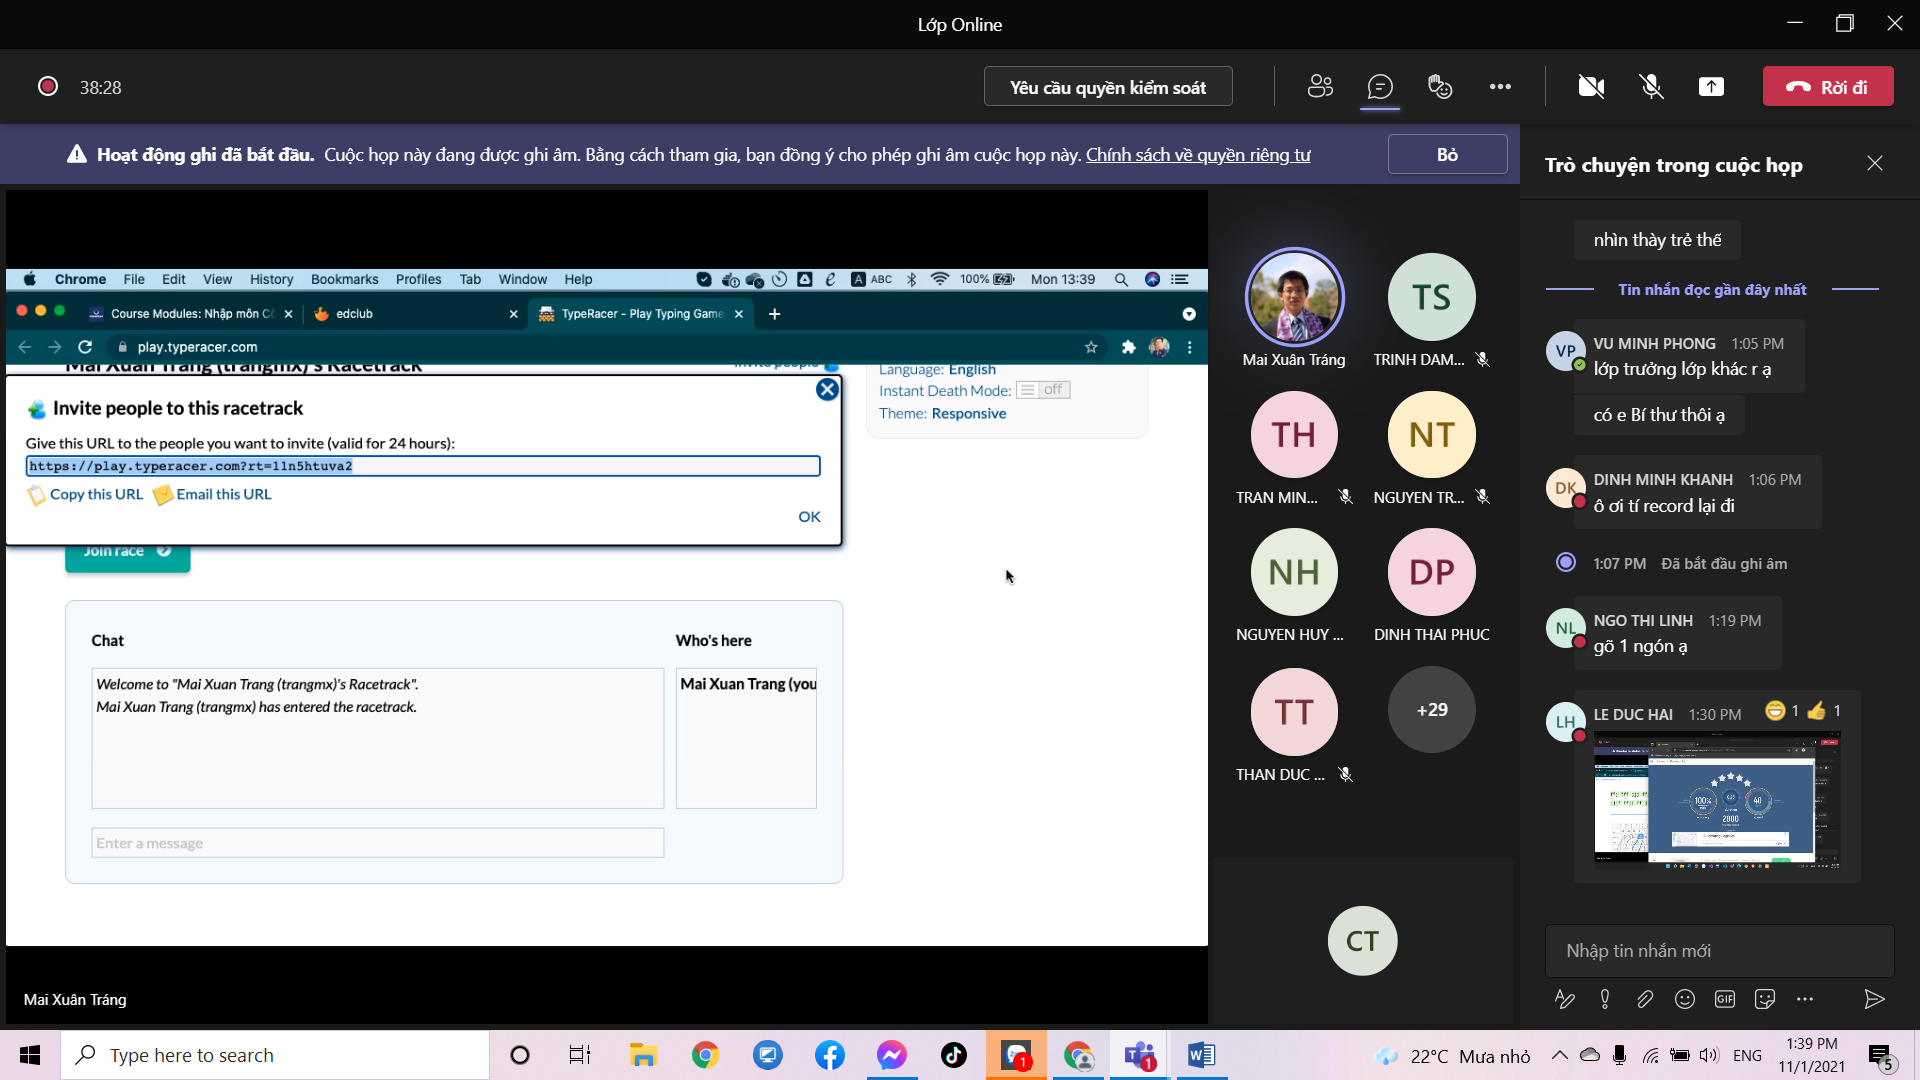 Lớp Online
38:28
Yêu cầu quyền kiểm soát
Rời đi
Hoạt động ghi đã bắt đầu. Cuộc họp này đang được ghi âm. Bằng cách tham gia, bạn đồng ý cho phép ghi âm cuộc họp này. Chính sách về quyền riêng tư
Bỏ
Chrome File Edit View History Bookmarks Profiles Tab Window Help
A ABC 100% Mon 13:39
Course Modules: Nhập môn
edclub
TypeRacer - Play Typing Game
play.typeracer.com
Mai Xuan Trang (trangmx)'s Racetrack
Invite people
Language: English
Instant Death Mode: off
Theme: Responsive
Invite people to this racetrack
Give this URL to the people you want to invite (valid for 24 hours):
https://play.typeracer.com?rt=11n5htuva2
Copy this URL Email this URL
OK
Join race
Chat
Who's here
Welcome to "Mai Xuan Trang (trangmx)'s Racetrack".
Mai Xuan Trang (trangmx) has entered the racetrack.
Mai Xuan Trang (you
Enter a message
Mai Xuân Tráng
Mai Xuân Tráng
TS
TRINH DAM...
TH
TRAN MIN...
NT
NGUYEN TR...
NH
NGUYEN HUY ...
DP
DINH THAI PHUC
TT
THAN DUC ...
+29
CT
Trò chuyện trong cuộc họp
nhìn thày trẻ thế
Tin nhắn đọc gần đây nhất
VP
VU MINH PHONG 1:05 PM
lớp trưởng lớp khác r ạ
có e Bí thư thôi ạ
DK
DINH MINH KHANH 1:06 PM
ô ơi tí record lại đi
1:07 PM Đã bắt đầu ghi âm
NL
NGO THI LINH 1:19 PM
gõ 1 ngón ạ
LH
LE DUC HAI 1:30 PM
1 1
100%
40
2000
Nhập tin nhắn mới
GIF
Type here to search
1
1
22°C Mưa nhỏ
ENG
1:39 PM
11/1/2021
5